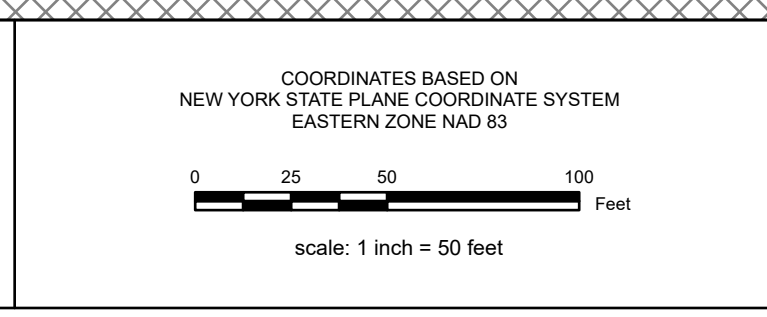 COORDINATES BASED ON
NEW YORK STATE PLANE COORDINATE SYSTEM
EASTERN ZONE NAD 83
0 25 50 100
Feet
scale: 1 inch = 50 feet